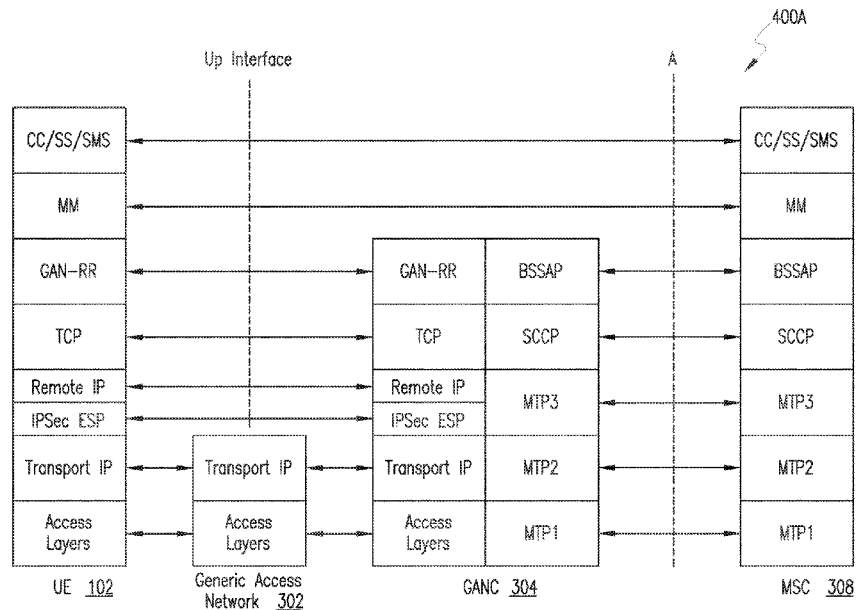 400A
Up Interface
A
CC/SS/SMS
CC/SS/SMS
MM
MM
GAN-RR
GAN-RR
BSSAP
BSSAP
TCP
TCP
SCCP
SCCP
Remote IP
Remote IP
MTP3
MTP3
IPSec ESP
IPSec ESP
Transport IP
Transport IP
Transport IP
MTP2
MTP2
Access
Layers
Access
Layers
Access
Layers
MTP1
MTP1
UE 102
Generic Access
Network 302
GANC 304
MSC 308